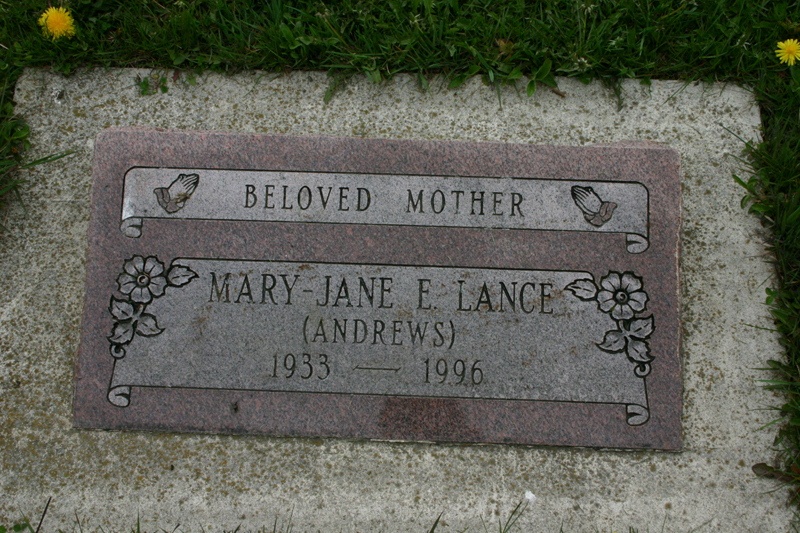 BELOVED MOTHER
MARY-JANE E. LANCE
(ANDREWS)
1933 — 1996